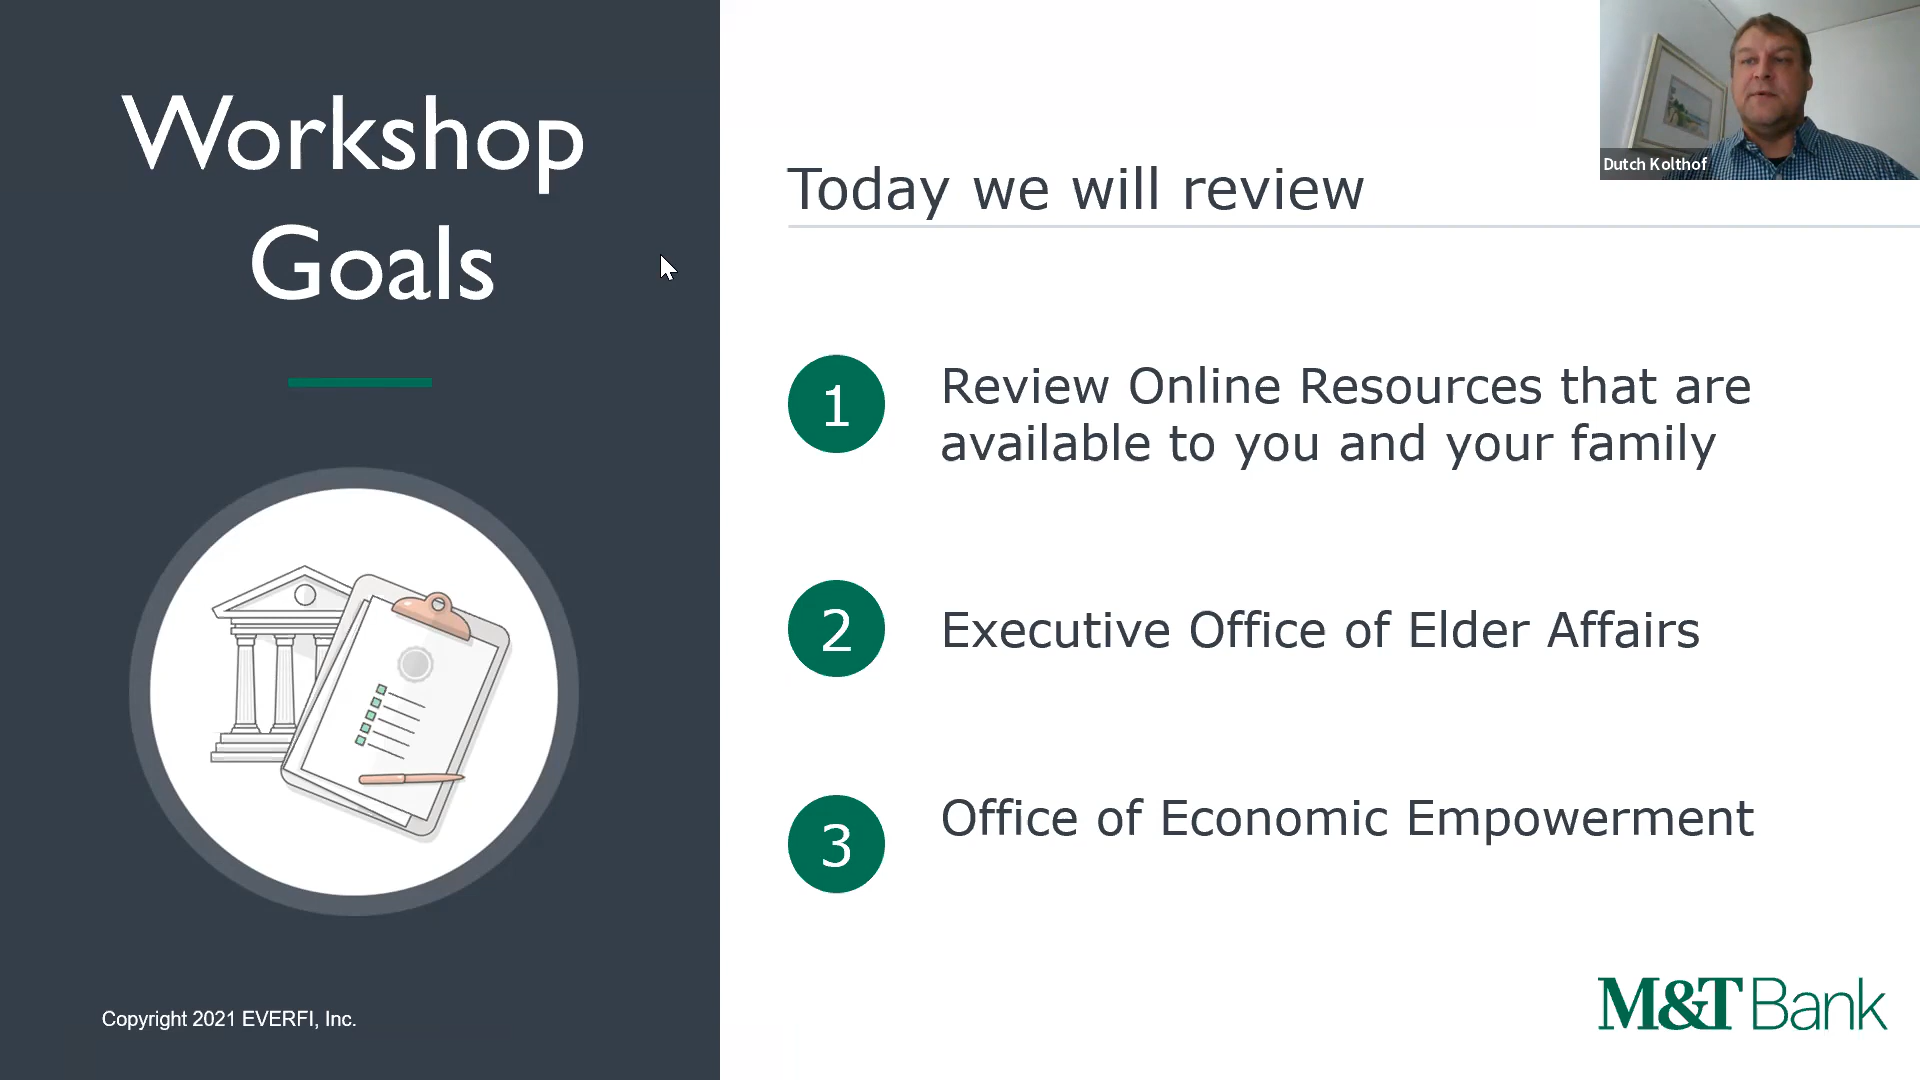 Workshop
Goals
Copyright 2021 EVERFI, Inc.
Today we will review
1
Review Online Resources that are
available to you and your family
2
Executive Office of Elder Affairs
3
Office of Economic Empowerment
Dutch Kolthof
M&T Bank